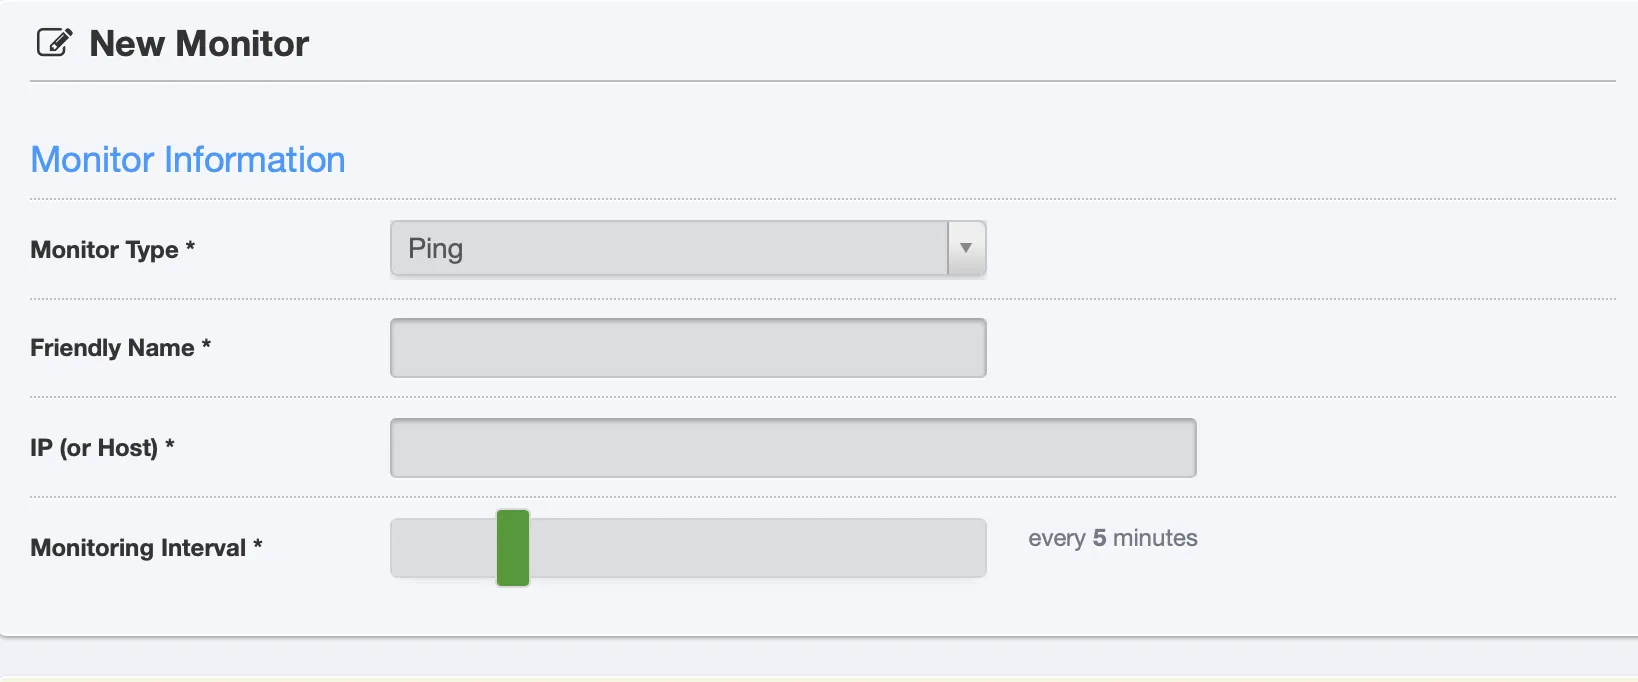 New Monitor
Monitor Information
Monitor Type *
Ping
Friendly Name *
IP (or Host) *
Monitoring Interval *
every 5 minutes